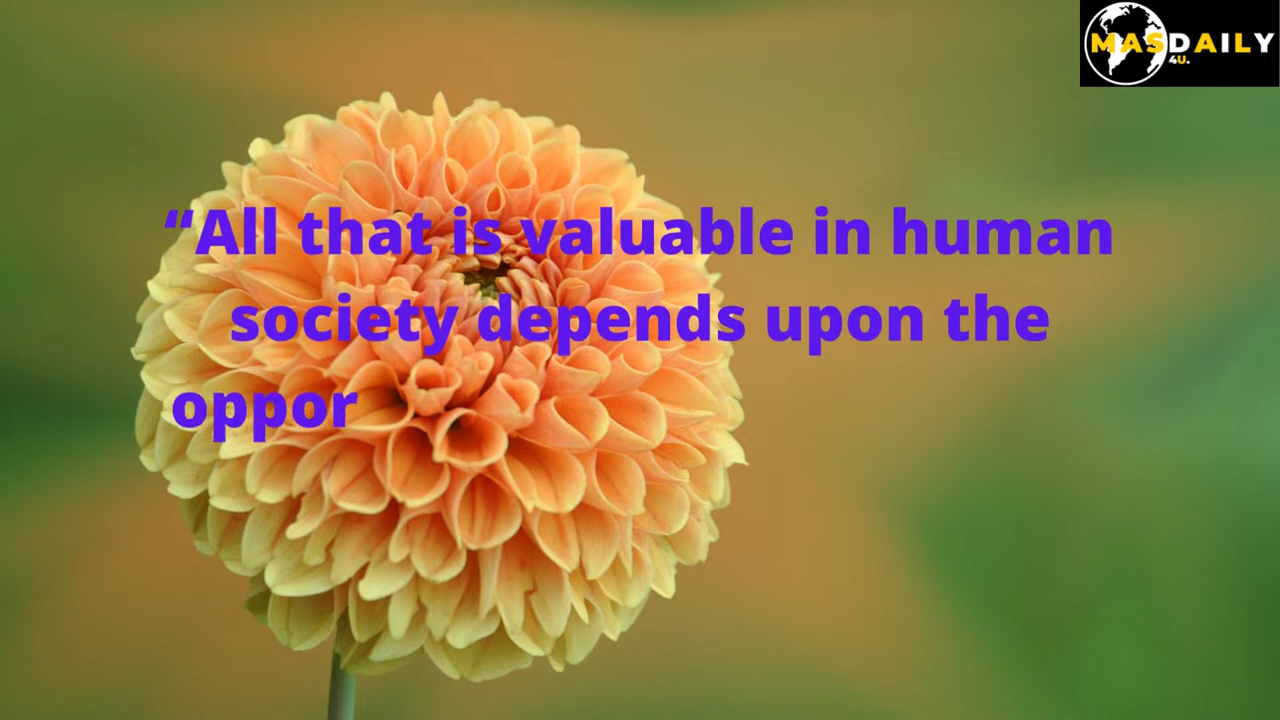 MASDAILY
4U.
“All that is valuable in human
society depends upon the
oppor